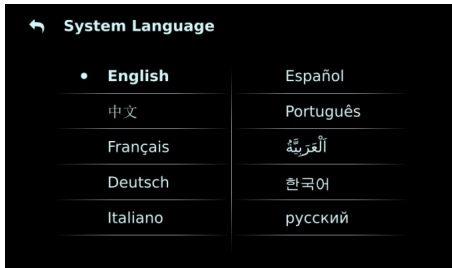 System Language
English
Español
中文
Português
Français
اَلْعَرَبِيَّةُ
Deutsch
한국어
Italiano
русский